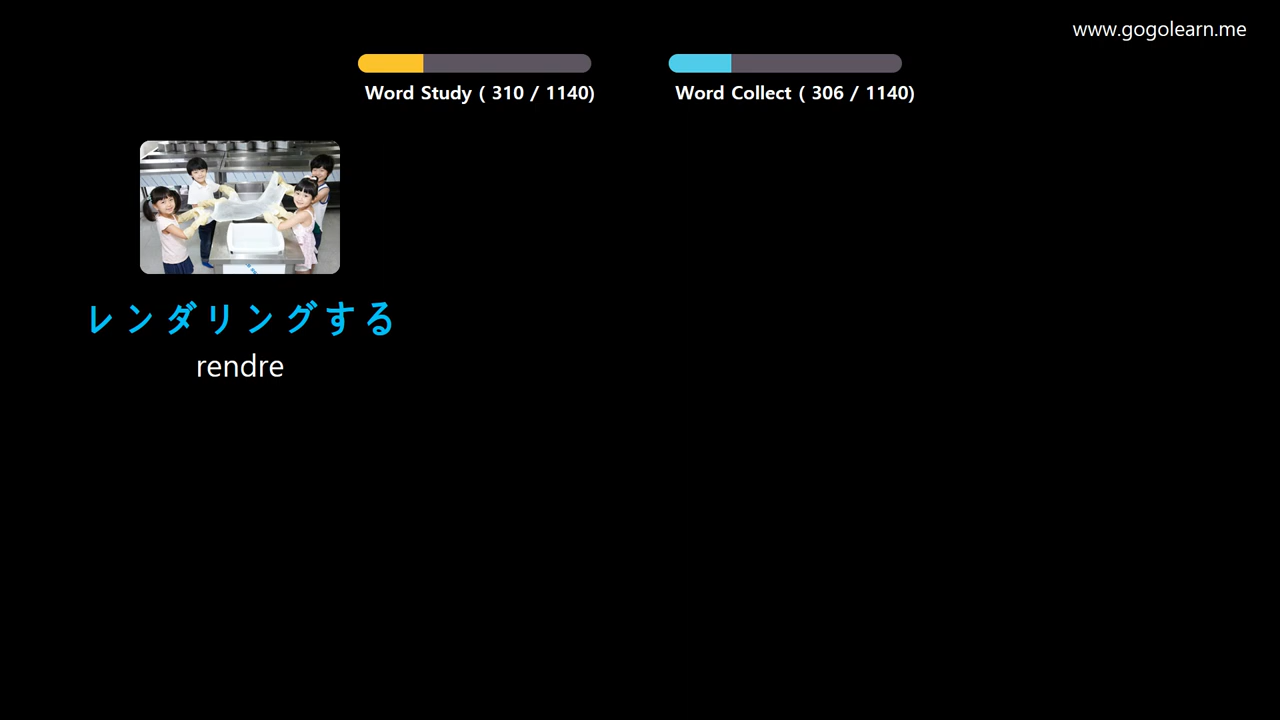 www.gogolearn.me
Word Study ( 310 / 1140)
Word Collect ( 306 / 1140)
レンダリングする
rendre